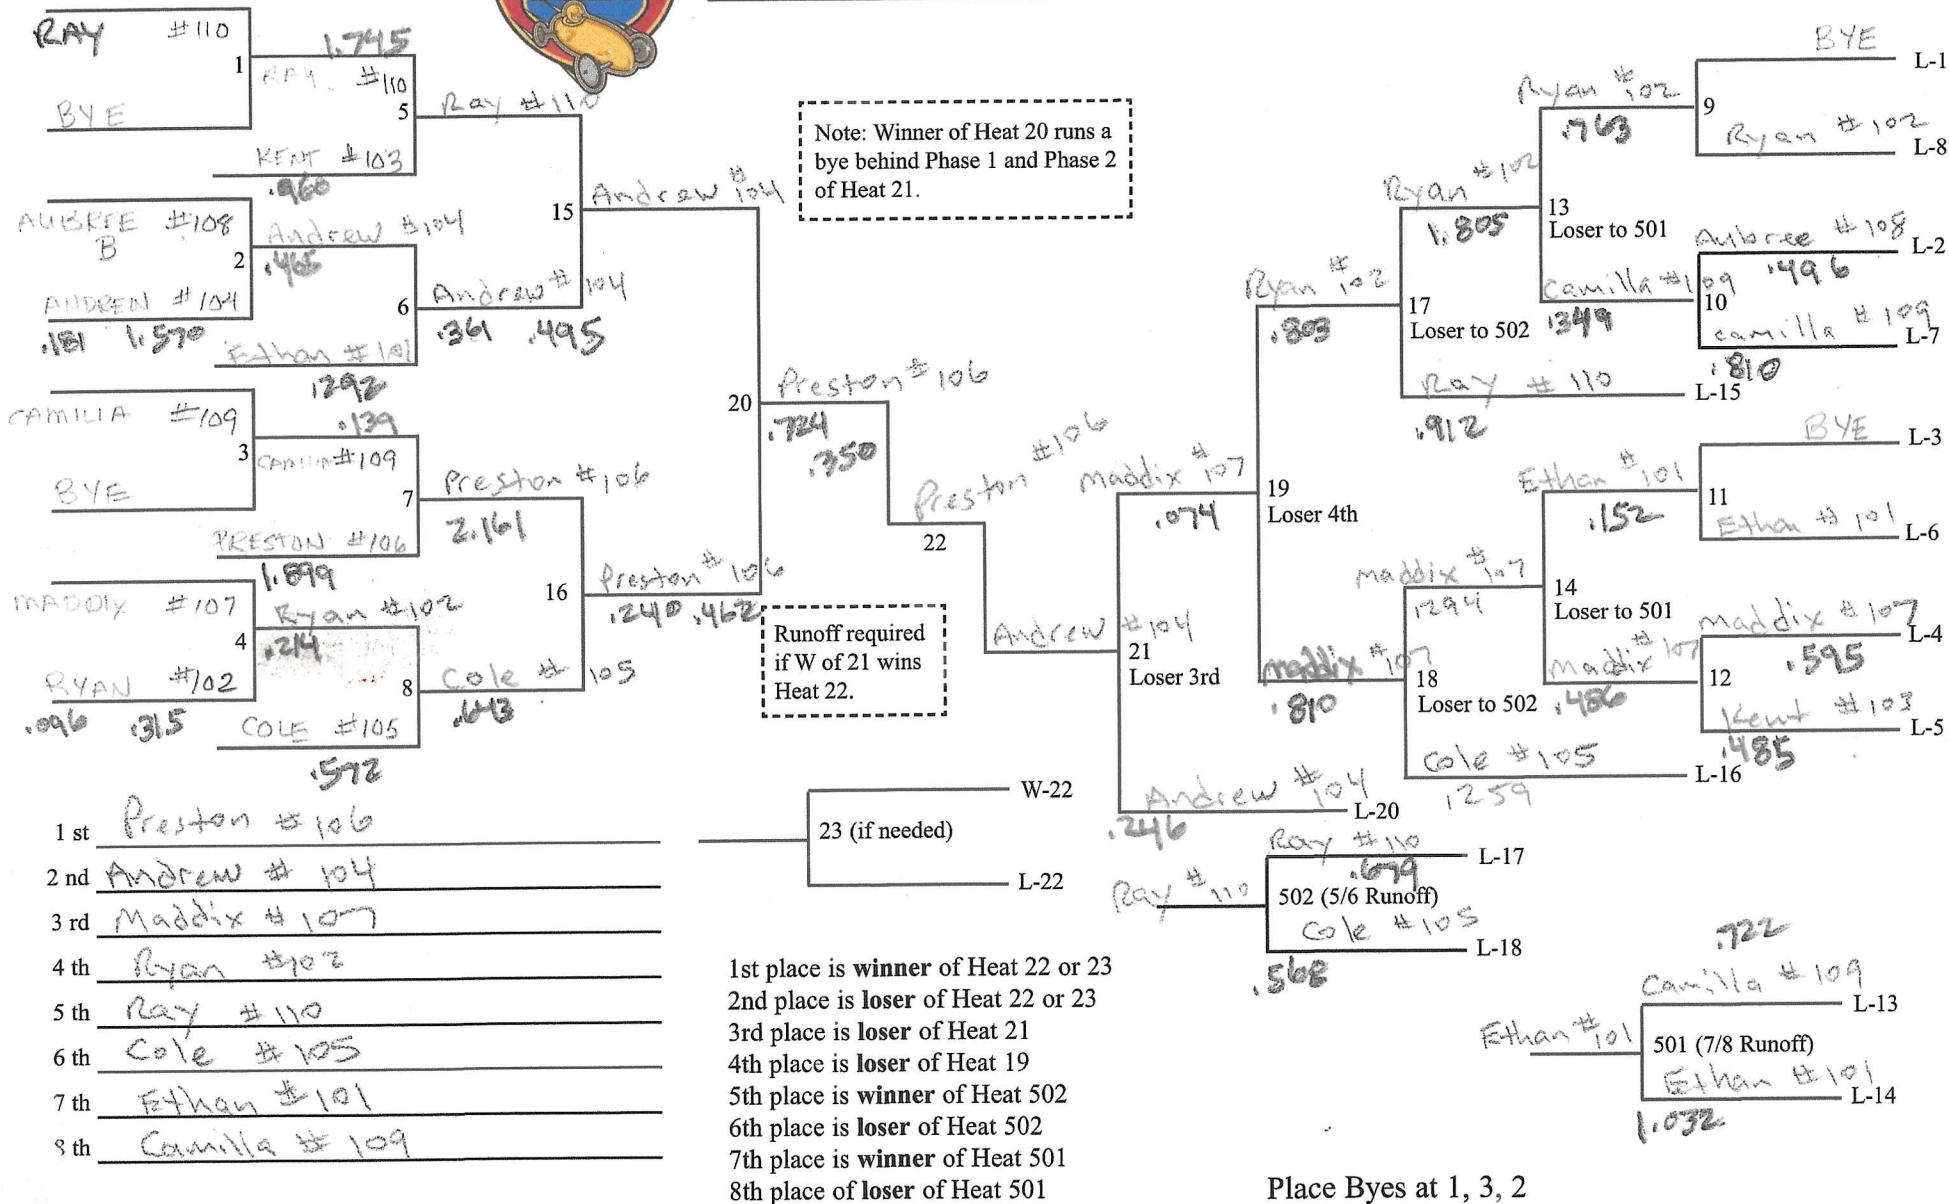 RAY #110
1
1.745
RAY #110
5
BYE
KENT #103
.960
Ray #110
AUBREE #108
B
2
Andrew #104
.465
ANDREW #104
.181 1.570
6
Ethan #101
.292
Andrew #104
.361 .495
15
Andrew #104
CAMILIA #109
3
.139
CAMILIA #109
BYE
7
PRESTON #106
1.899
Preston #106
2.161
MADDIX #107
4
Ryan #102
.214
RYAN #102
.096 .315
8
COLE #105
.572
Cole #105
.643
16
Preston #106
.240 .462
20
Preston #106
.724
.350
Preston #106
22
Note: Winner of Heat 20 runs a
bye behind Phase 1 and Phase 2
of Heat 21.
Runoff required
if W of 21 wins
Heat 22.
Andrew #104
21
Loser 3rd
Maddix #107
.074
19
Loser 4th
Ryan #102
.803
17
Loser to 502
Ryan #102
1.805
13
Loser to 501
Ryan #102
.763
9
BYE
L-1
Ryan #102
L-8
Camilla #109
.349
10
Aubree #108
L-2
.496
Camilla #109
L-7
.810
Ray #110
L-15
.912
Maddix #107
.810
18
Loser to 502
Maddix #107
.294
14
Loser to 501
Ethan #101
.152
11
BYE
L-3
Ethan #101
L-6
Maddix #107
.486
12
Maddix #107
L-4
.595
Kent #103
L-5
.485
Cole #105
L-16
.259
Andrew #104
L-20
.246
W-22
23 (if needed)
L-22
Ray #110
Ray #110
L-17
.679
502 (5/6 Runoff)
Cole #105
L-18
.568
.722
Camilla #109
L-13
Ethan #101
501 (7/8 Runoff)
Ethan #101
L-14
1.032
1 st Preston #106
2 nd Andrew # 104
3 rd Maddix #107
4 th Ryan #102
5 th Ray #110
6 th Cole #105
7 th Ethan #101
8 th Camilla # 109
1st place is winner of Heat 22 or 23
2nd place is loser of Heat 22 or 23
3rd place is loser of Heat 21
4th place is loser of Heat 19
5th place is winner of Heat 502
6th place is loser of Heat 502
7th place is winner of Heat 501
8th place of loser of Heat 501
Place Byes at 1, 3, 2